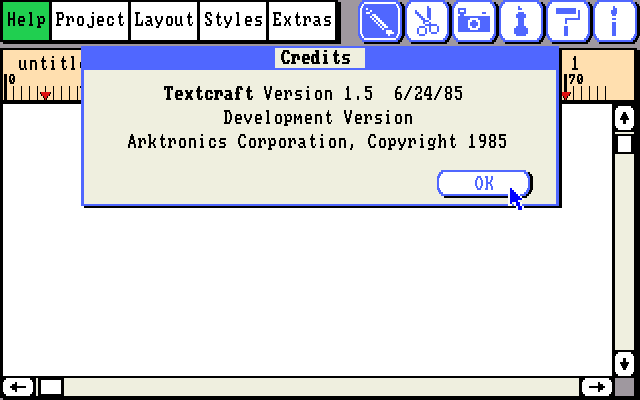 Help Project Layout Styles Extras
Credits
0 70
1
Textcraft Version 1.5 6/24/85
Development Version
Arktronics Corporation, Copyright 1985
OK